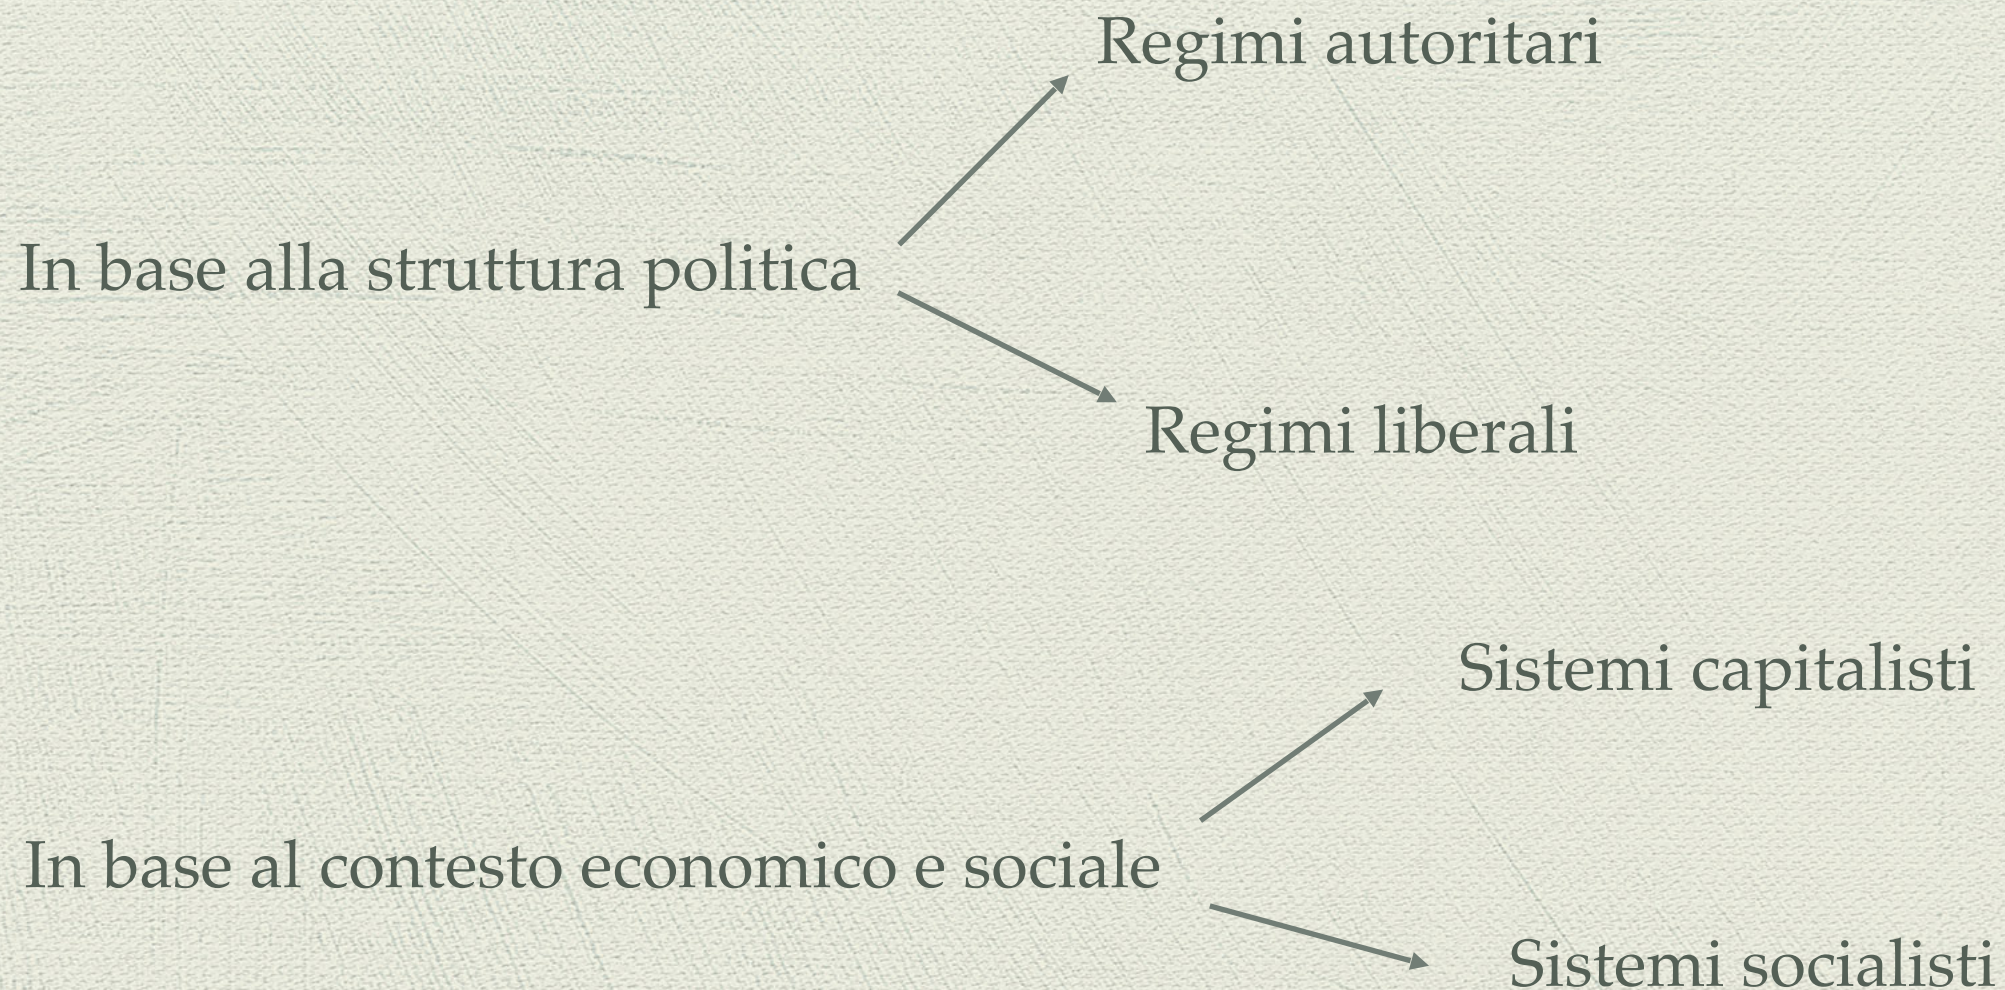 Regimi autoritari
In base alla struttura politica
Regimi liberali
Sistemi capitalisti
In base al contesto economico e sociale
Sistemi socialisti